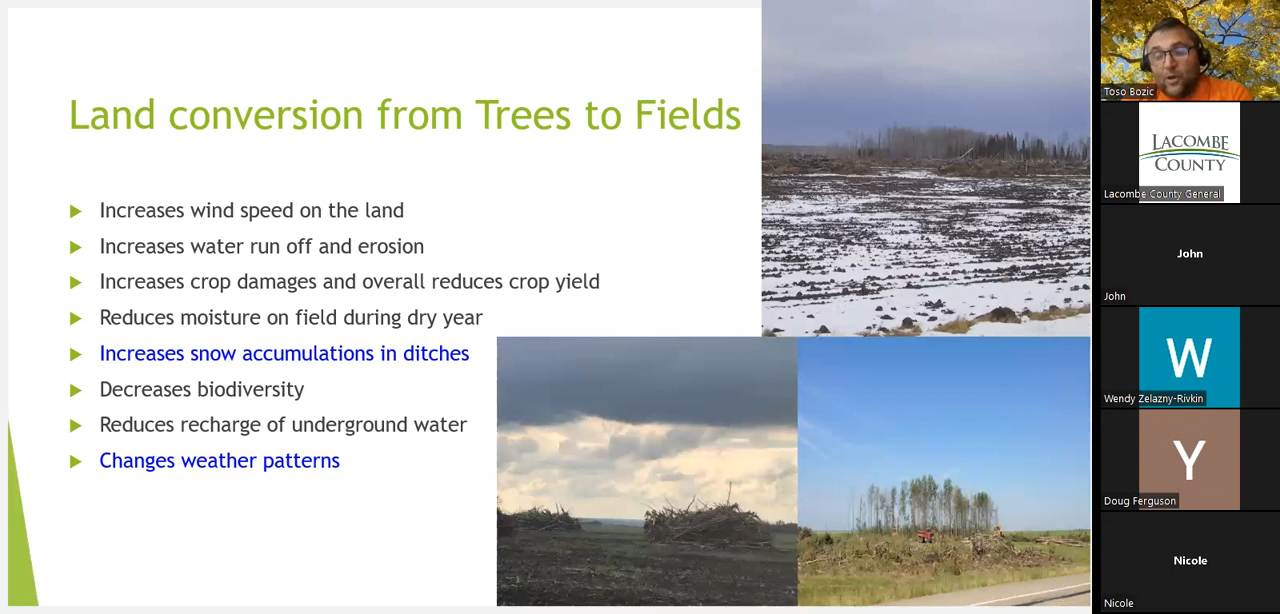 Land conversion from Trees to Fields
Increases wind speed on the land
Increases water run off and erosion
Increases crop damages and overall reduces crop yield
Reduces moisture on field during dry year
Increases snow accumulations in ditches
Decreases biodiversity
Reduces recharge of underground water
Changes weather patterns
Toso Bozic
LACOMBE
COUNTY
Lacombe County General
John
John
W
Wendy Zelazny-Rivkin
Y
Doug Ferguson
Nicole
Nicole